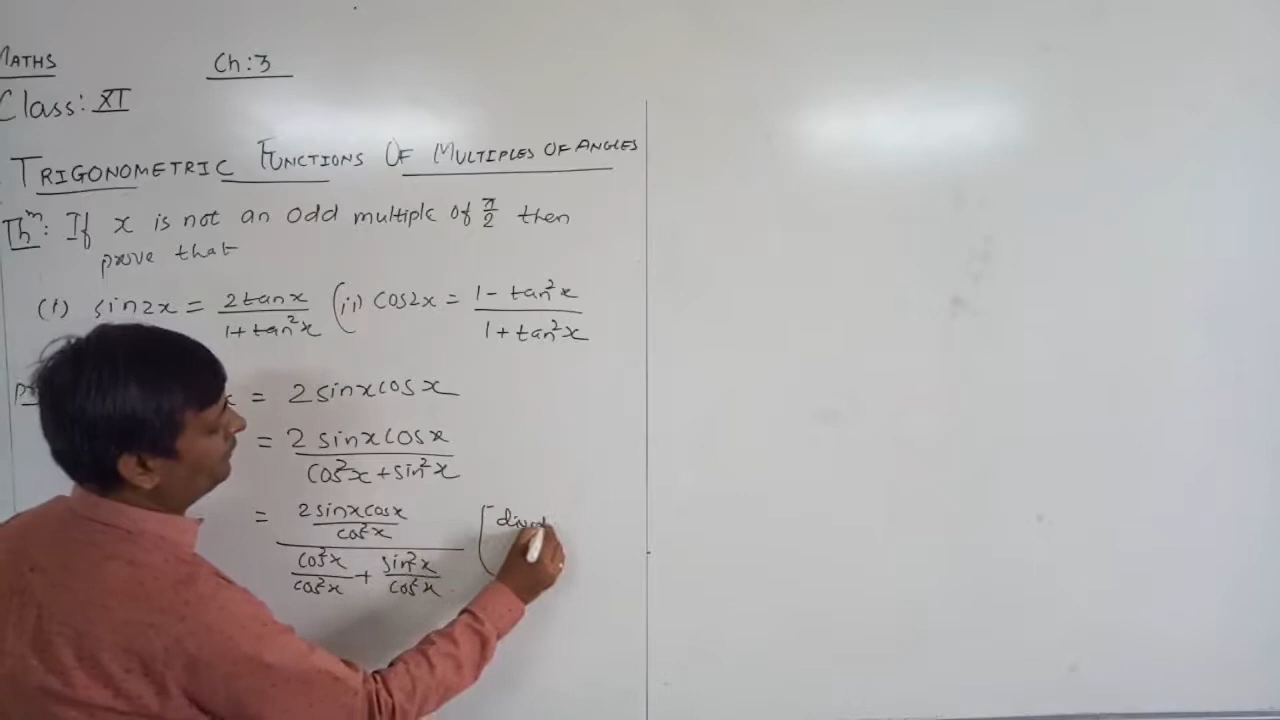 MATHS
Ch:3
Class: XI
TRIGONOMETRIC FUNCTIONS OF MULTIPLES OF ANGLES
Thᵐ: If x is not an odd multiple of π/2 then
prove that
(i) sin2x = 2tanx / 1+tan²x (ii) cos2x = 1-tan²x / 1+tan²x
= 2sinxcosx
= 2sinxcosx / cos²x+sin²x
= 2sinxcosx/cos²x / cos²x/cos²x + sin²x/cos²x